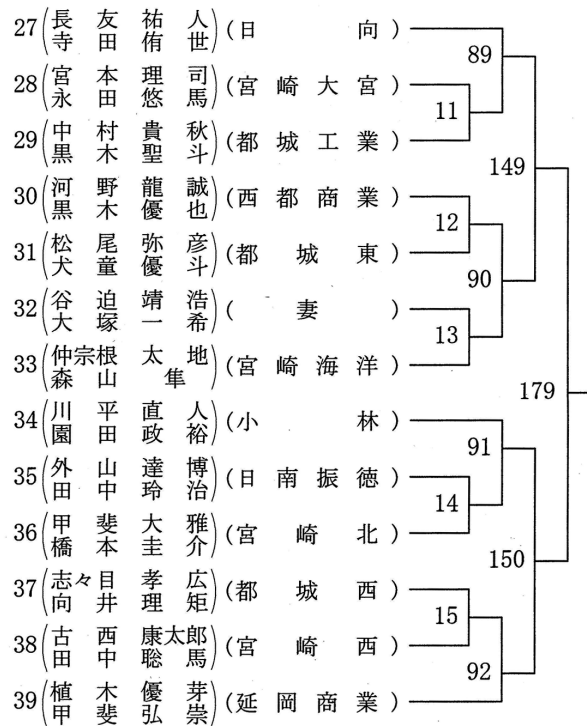 27 長友祐人 (日向)
寺田侑世
89
28 宮本理司 (宮崎大宮)
永田悠馬
11
29 中村貴秋 (都城工業)
黒木聖斗
149
30 河野龍誠 (西都商業)
黒木優也
12
31 松尾弥彦 (都城東)
犬童優斗
90
32 谷迫靖浩 (妻)
大塚一希
13
33 仲宗根太地 (宮崎海洋)
森山隼
179
34 川平直人 (小林)
園田政裕
91
35 外山達博 (日南振徳)
田中玲治
14
36 甲斐大雅 (宮崎北)
橋本圭介
150
37 志々目孝広 (都城西)
向井理矩
15
38 古西康太郎 (宮崎西)
田中聡馬
92
39 植木優芽 (延岡商業)
甲斐弘崇